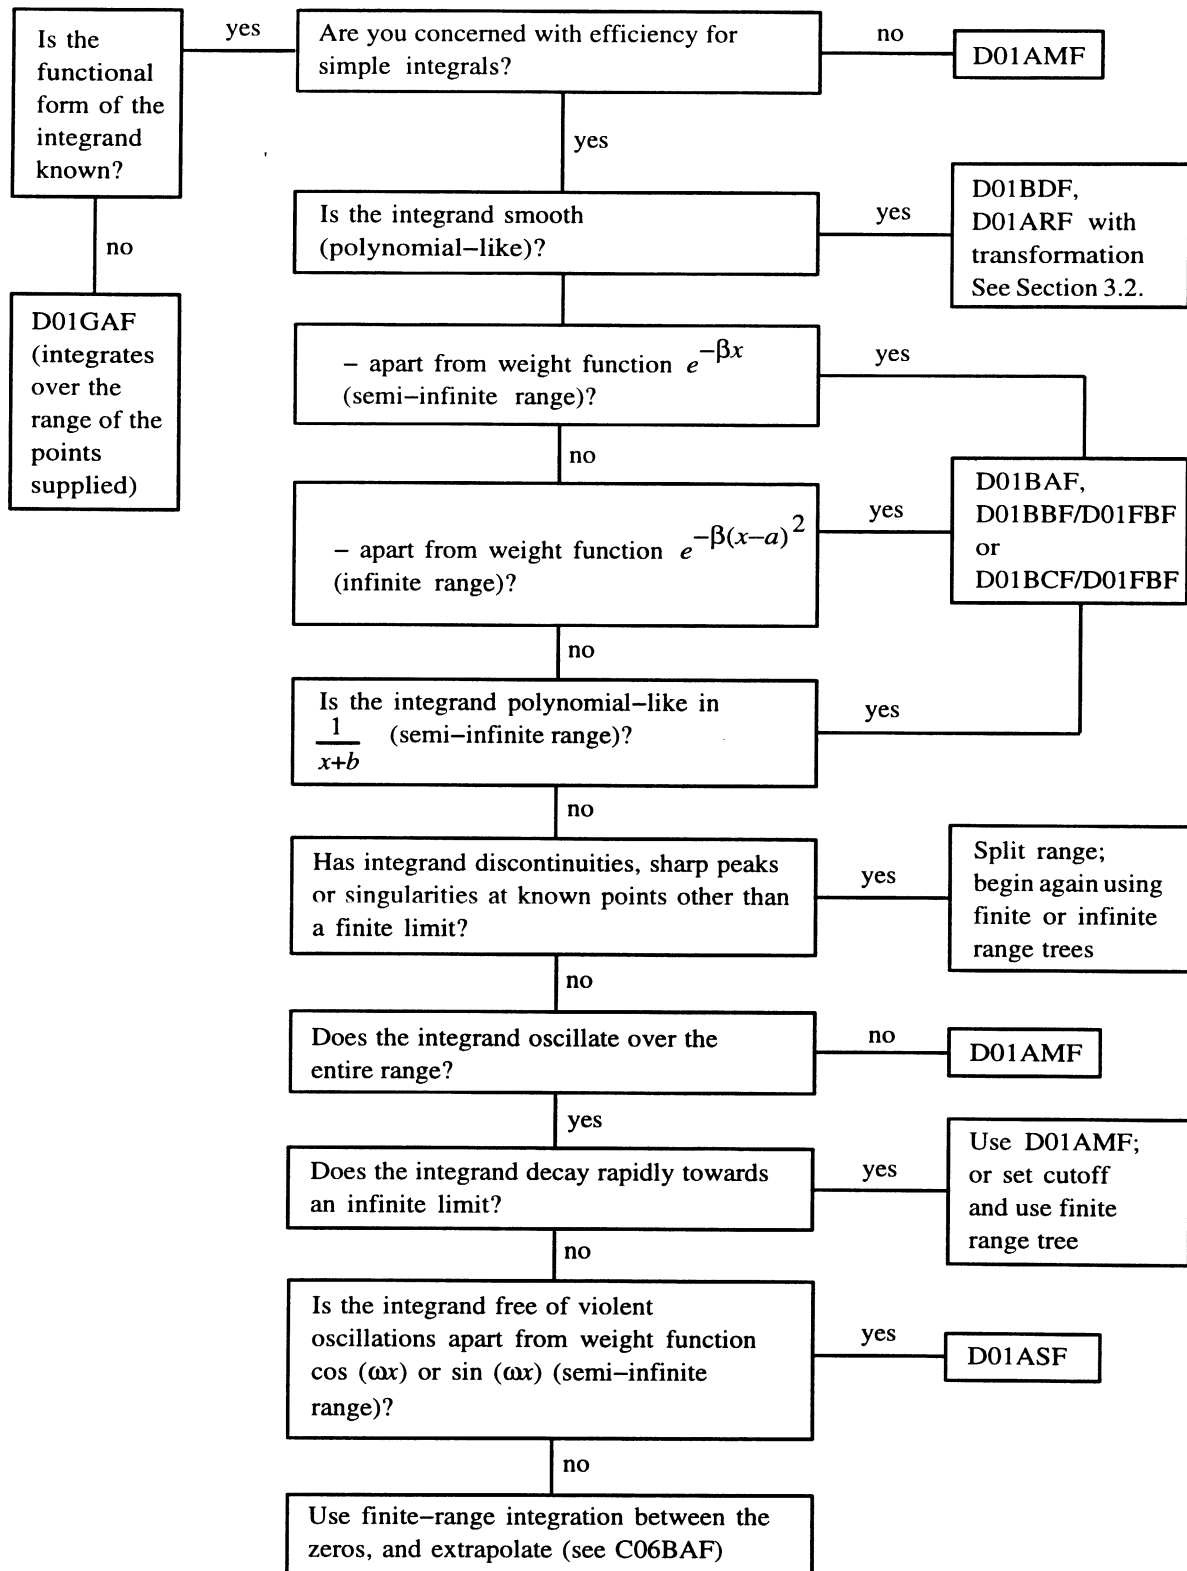 Is the
functional
form of the
integrand
known?
yes
Are you concerned with efficiency for
simple integrals?
no
D01AMF
yes
no
Is the integrand smooth
(polynomial–like)?
yes
D01BDF,
D01ARF with
transformation
See Section 3.2.
D01GAF
(integrates
over the
range of the
points
supplied)
– apart from weight function e^{-βx}
(semi–infinite range)?
yes
no
– apart from weight function e^{-β(x–a)^2}
(infinite range)?
yes
D01BAF,
D01BBF/D01FBF
or
D01BCF/D01FBF
no
Is the integrand polynomial–like in
1/(x+b) (semi–infinite range)?
yes
no
Has integrand discontinuities, sharp peaks
or singularities at known points other than
a finite limit?
yes
Split range;
begin again using
finite or infinite
range trees
no
Does the integrand oscillate over the
entire range?
no
D01AMF
yes
Does the integrand decay rapidly towards
an infinite limit?
yes
Use D01AMF;
or set cutoff
and use finite
range tree
no
Is the integrand free of violent
oscillations apart from weight function
cos (ωx) or sin (ωx) (semi–infinite
range)?
yes
D01ASF
no
Use finite–range integration between the
zeros, and extrapolate (see C06BAF)